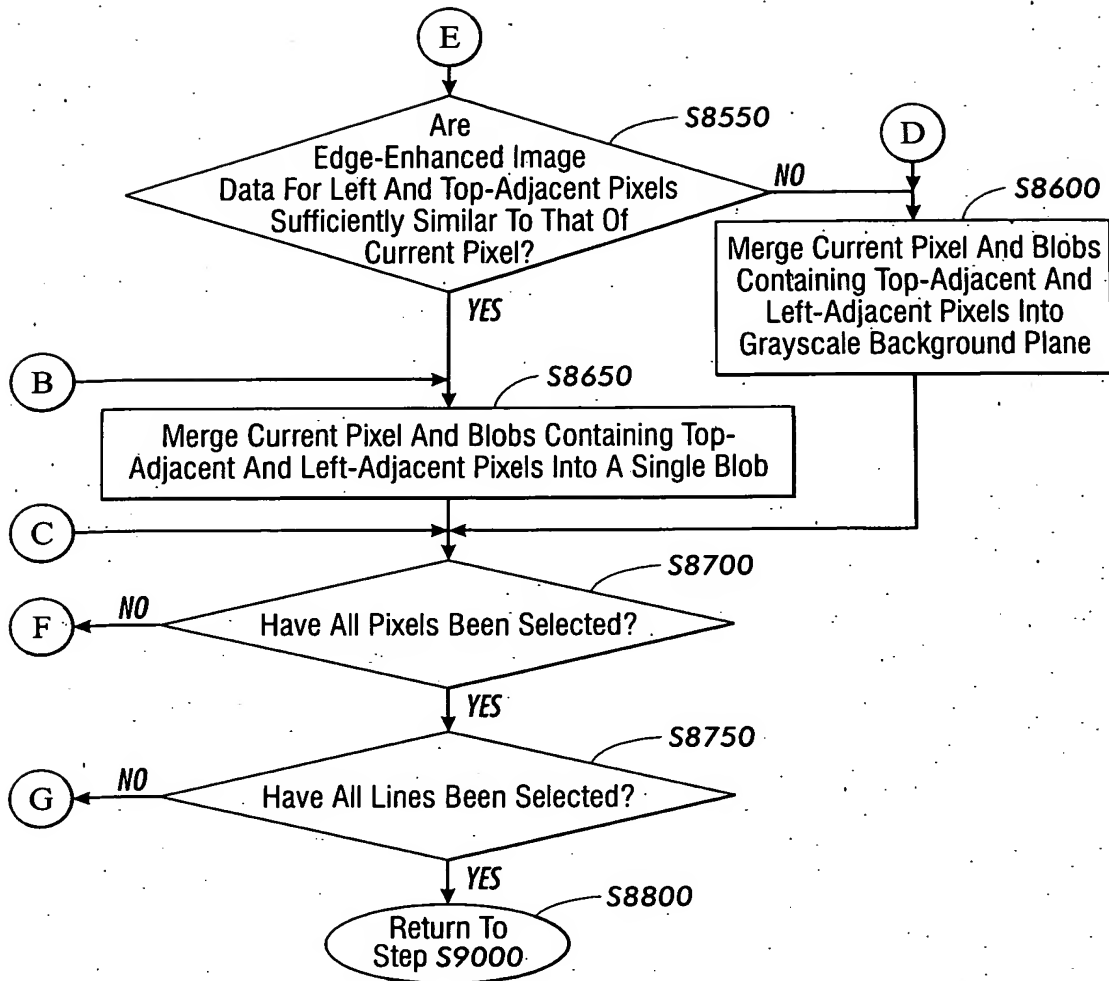 E
S8550
Are
Edge-Enhanced Image
Data For Left And Top-Adjacent Pixels
Sufficiently Similar To That Of
Current Pixel?
NO
D
S8600
Merge Current Pixel And Blobs
Containing Top-Adjacent And
Left-Adjacent Pixels Into
Grayscale Background Plane
YES
B
S8650
Merge Current Pixel And Blobs Containing Top-
Adjacent And Left-Adjacent Pixels Into A Single Blob
C
S8700
F
NO
Have All Pixels Been Selected?
YES
S8750
G
NO
Have All Lines Been Selected?
YES
S8800
Return To
Step S9000